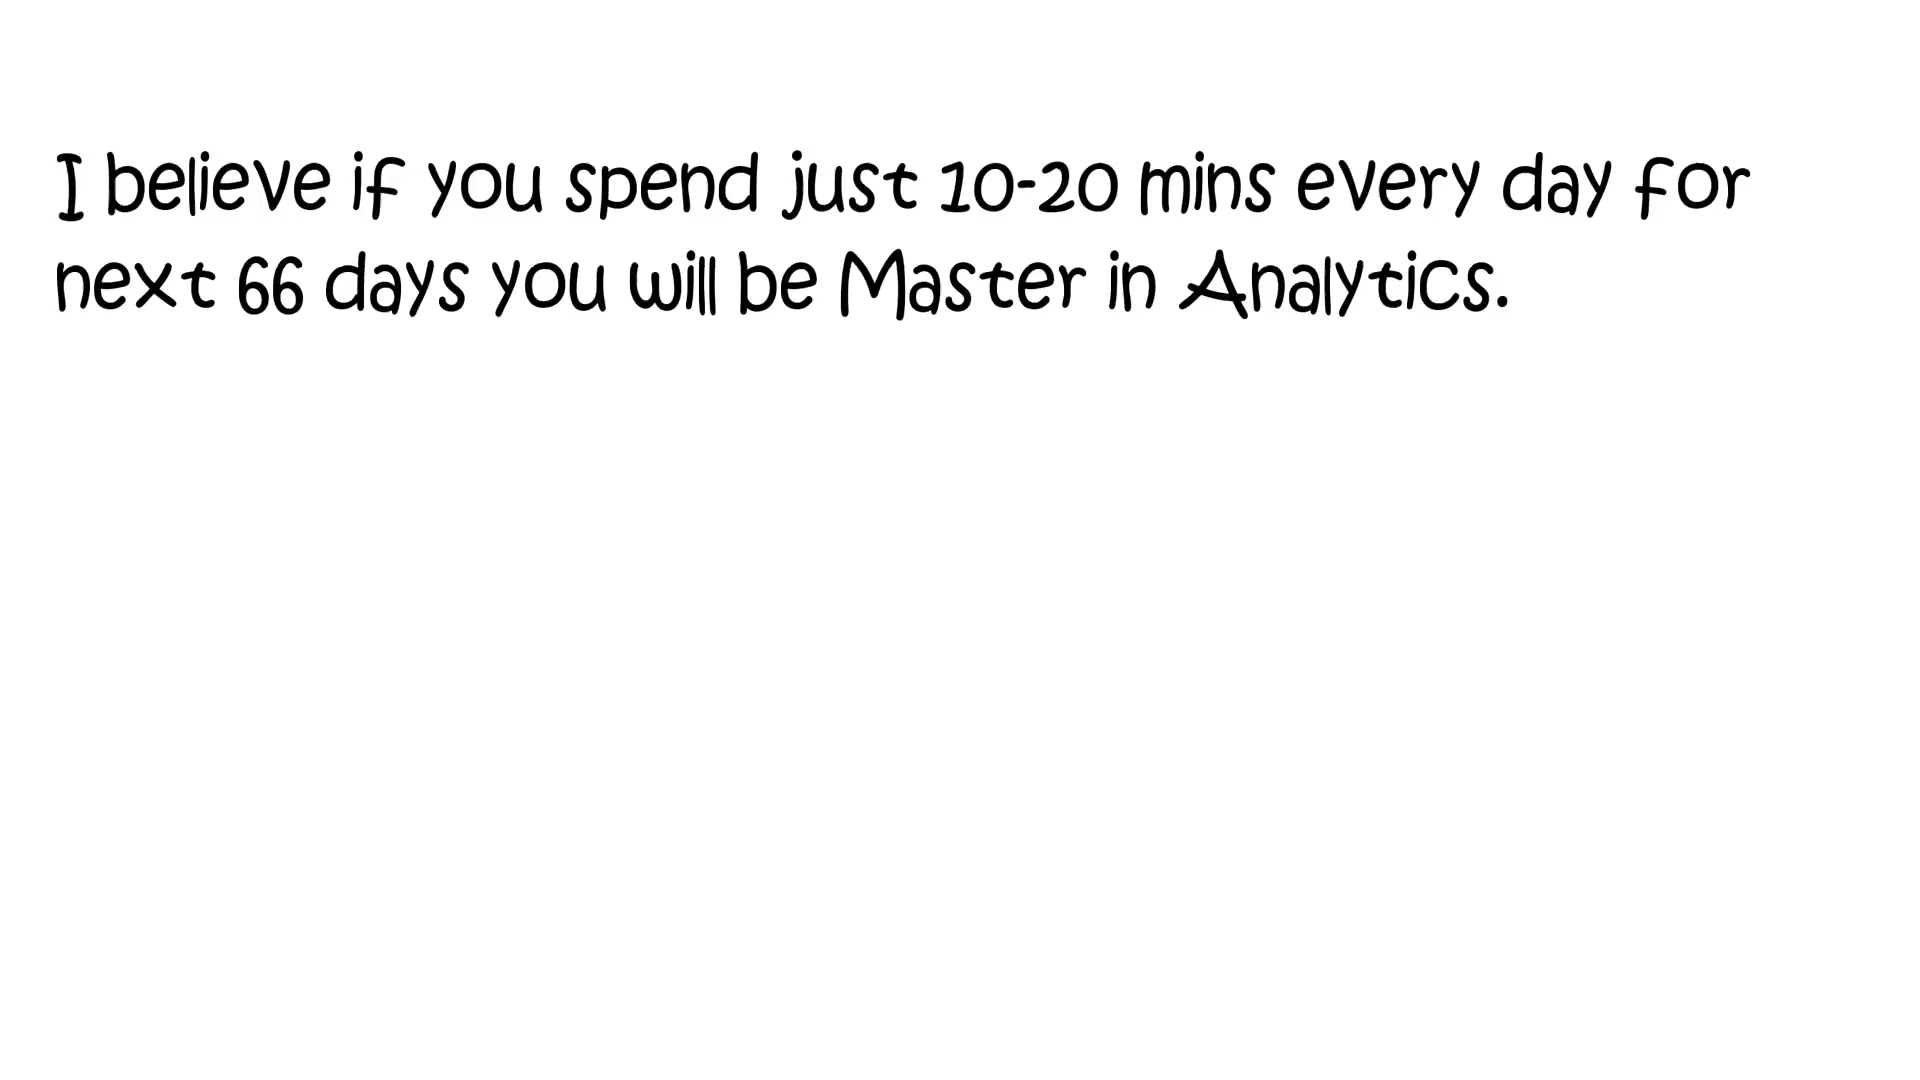 I believe if you spend just 10-20 mins every day for
next 66 days you will be Master in Analytics.